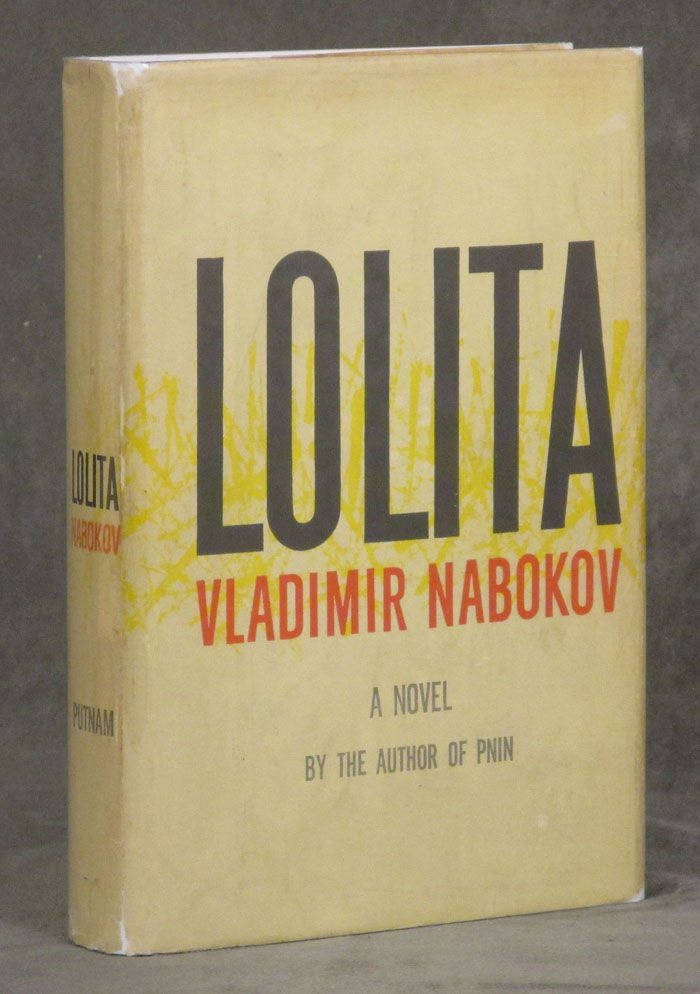 LOLITA
NABOKOV
PUTNAM
LOLITA
VLADIMIR NABOKOV
A NOVEL
BY THE AUTHOR OF PNIN